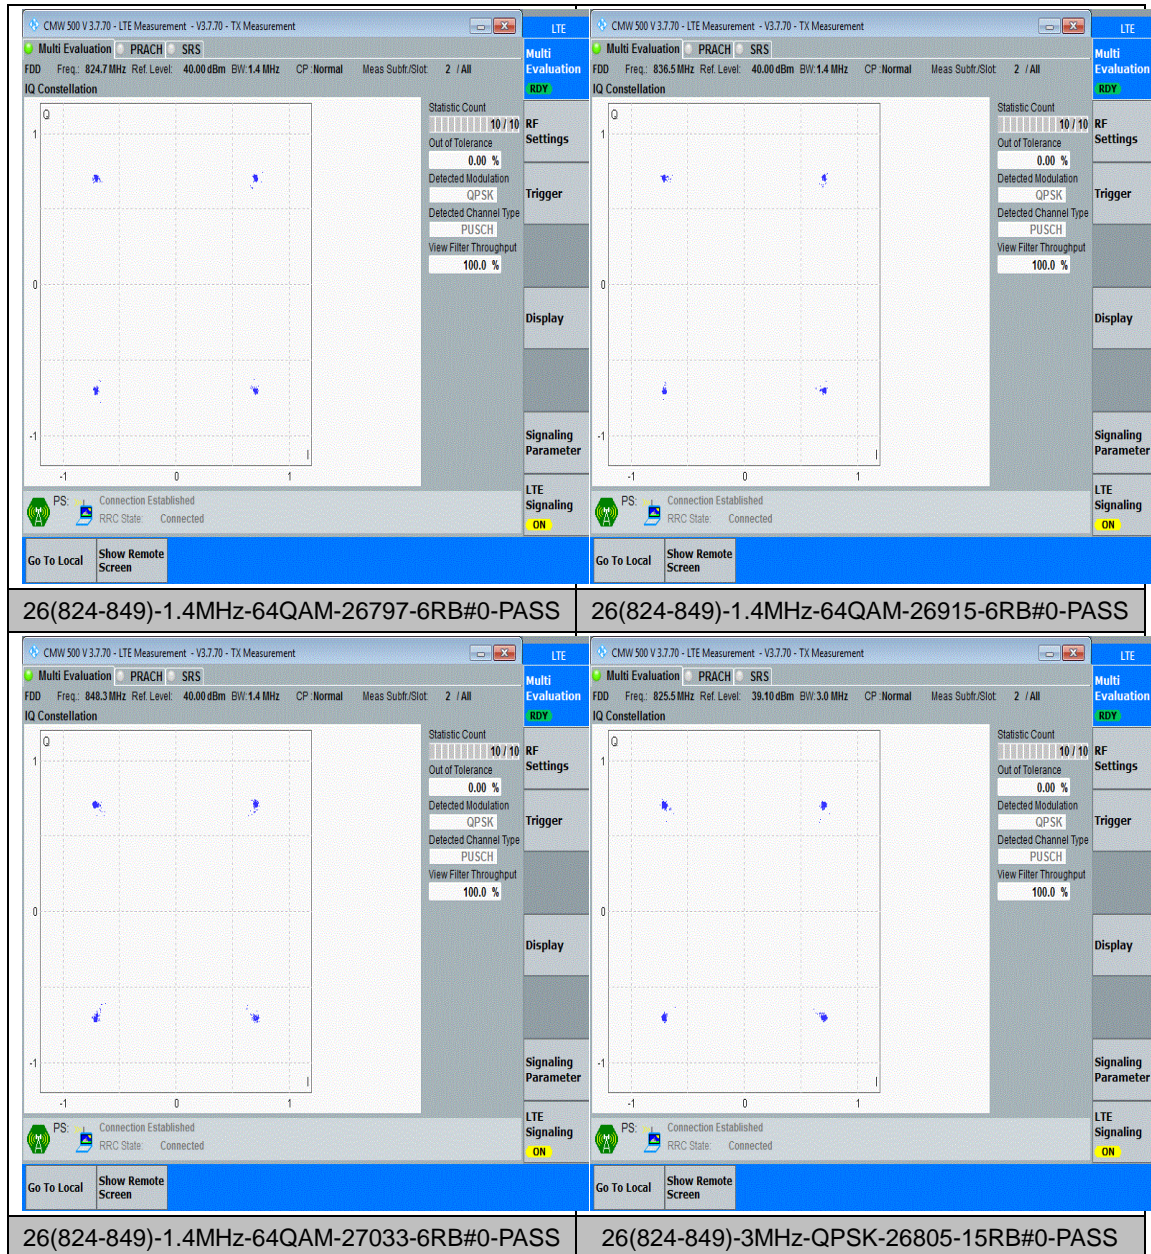 CMW 500 V 3.7.70 - LTE Measurement - V3.7.70 - TX Measurement
LTE
Multi Evaluation PRACH SRS
Multi Evaluation
RDY
FDD Freq.: 824.7 MHz Ref. Level: 40.00 dBm BW: 1.4 MHz CP : Normal Meas Subfr./Slot: 2 / All
IQ Constellation
Q
1
0
-1
-1 0 1
I
Statistic Count
10 / 10
Out of Tolerance
0.00 %
Detected Modulation
QPSK
Detected Channel Type
PUSCH
View Filter Throughput
100.0 %
RF Settings
Trigger
Display
Signaling Parameter
LTE Signaling
ON
PS: Connection Established
RRC State: Connected
Go To Local
Show Remote Screen
CMW 500 V 3.7.70 - LTE Measurement - V3.7.70 - TX Measurement
LTE
Multi Evaluation PRACH SRS
Multi Evaluation
RDY
FDD Freq.: 836.5 MHz Ref. Level: 40.00 dBm BW: 1.4 MHz CP : Normal Meas Subfr./Slot: 2 / All
IQ Constellation
Q
1
0
-1
-1 0 1
I
Statistic Count
10 / 10
Out of Tolerance
0.00 %
Detected Modulation
QPSK
Detected Channel Type
PUSCH
View Filter Throughput
100.0 %
RF Settings
Trigger
Display
Signaling Parameter
LTE Signaling
ON
PS: Connection Established
RRC State: Connected
Go To Local
Show Remote Screen
26(824-849)-1.4MHz-64QAM-26797-6RB#0-PASS
26(824-849)-1.4MHz-64QAM-26915-6RB#0-PASS
CMW 500 V 3.7.70 - LTE Measurement - V3.7.70 - TX Measurement
LTE
Multi Evaluation PRACH SRS
Multi Evaluation
RDY
FDD Freq.: 848.3 MHz Ref. Level: 40.00 dBm BW: 1.4 MHz CP : Normal Meas Subfr./Slot: 2 / All
IQ Constellation
Q
1
0
-1
-1 0 1
I
Statistic Count
10 / 10
Out of Tolerance
0.00 %
Detected Modulation
QPSK
Detected Channel Type
PUSCH
View Filter Throughput
100.0 %
RF Settings
Trigger
Display
Signaling Parameter
LTE Signaling
ON
PS: Connection Established
RRC State: Connected
Go To Local
Show Remote Screen
CMW 500 V 3.7.70 - LTE Measurement - V3.7.70 - TX Measurement
LTE
Multi Evaluation PRACH SRS
Multi Evaluation
RDY
FDD Freq.: 825.5 MHz Ref. Level: 39.10 dBm BW: 3.0 MHz CP : Normal Meas Subfr./Slot: 2 / All
IQ Constellation
Q
1
0
-1
-1 0 1
I
Statistic Count
10 / 10
Out of Tolerance
0.00 %
Detected Modulation
QPSK
Detected Channel Type
PUSCH
View Filter Throughput
100.0 %
RF Settings
Trigger
Display
Signaling Parameter
LTE Signaling
ON
PS: Connection Established
RRC State: Connected
Go To Local
Show Remote Screen
26(824-849)-1.4MHz-64QAM-27033-6RB#0-PASS
26(824-849)-3MHz-QPSK-26805-15RB#0-PASS